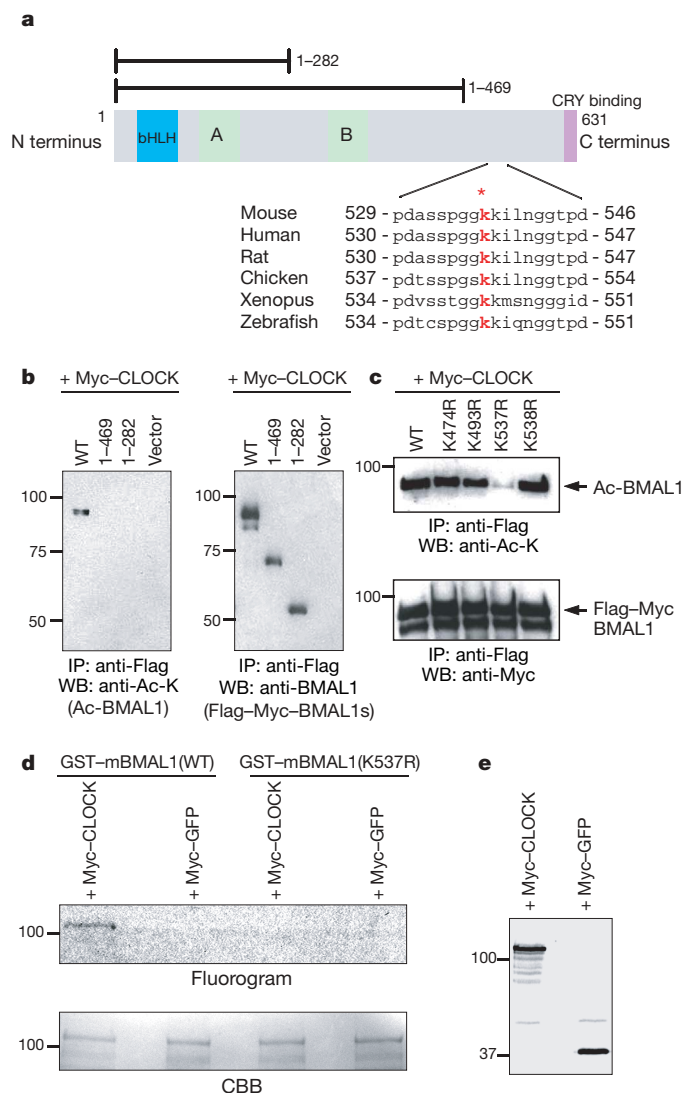 a
1–282
1–469
1
CRY binding
631
N terminus
bHLH
A
B
C terminus
*
Mouse 529 - pdasspggkkilnggtpd - 546
Human 530 - pdasspggkkilnggtpd - 547
Rat 530 - pdasspggkkilnggtpd - 547
Chicken 537 - pdtsspgskkilnggtpd - 554
Xenopus 534 - pdvsstggkkmsngggid - 551
Zebrafish 534 - pdtcspggkkiqnggtpd - 551
b
+ Myc–CLOCK
WT
1–469
1–282
Vector
100
75
50
IP: anti-Flag
WB: anti-Ac-K
(Ac-BMAL1)
+ Myc–CLOCK
WT
1–469
1–282
Vector
100
75
50
IP: anti-Flag
WB: anti-BMAL1
(Flag–Myc–BMAL1s)
c
+ Myc–CLOCK
WT
K474R
K493R
K537R
K538R
100
Ac-BMAL1
IP: anti-Flag
WB: anti-Ac-K
100
Flag–Myc
BMAL1
IP: anti-Flag
WB: anti-Myc
d
GST–mBMAL1(WT)
GST–mBMAL1(K537R)
+ Myc–CLOCK
+ Myc–GFP
+ Myc–CLOCK
+ Myc–GFP
100
Fluorogram
100
CBB
e
+ Myc–CLOCK
+ Myc–GFP
100
37